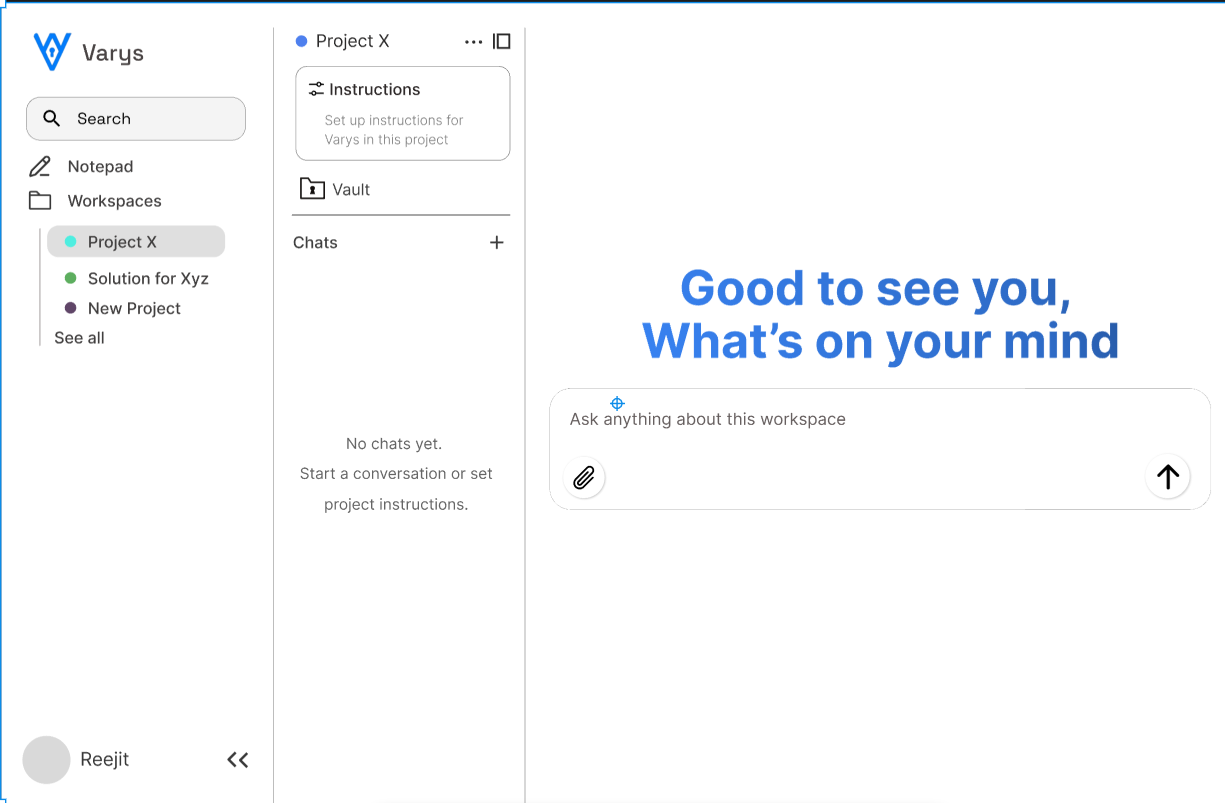 Varys
Search
Notepad
Workspaces
Project X
Solution for Xyz
New Project
See all
Reejit
Project X
Instructions
Set up instructions for
Varys in this project
Vault
Chats
No chats yet.
Start a conversation or set
project instructions.
Good to see you,
What’s on your mind
Ask anything about this workspace